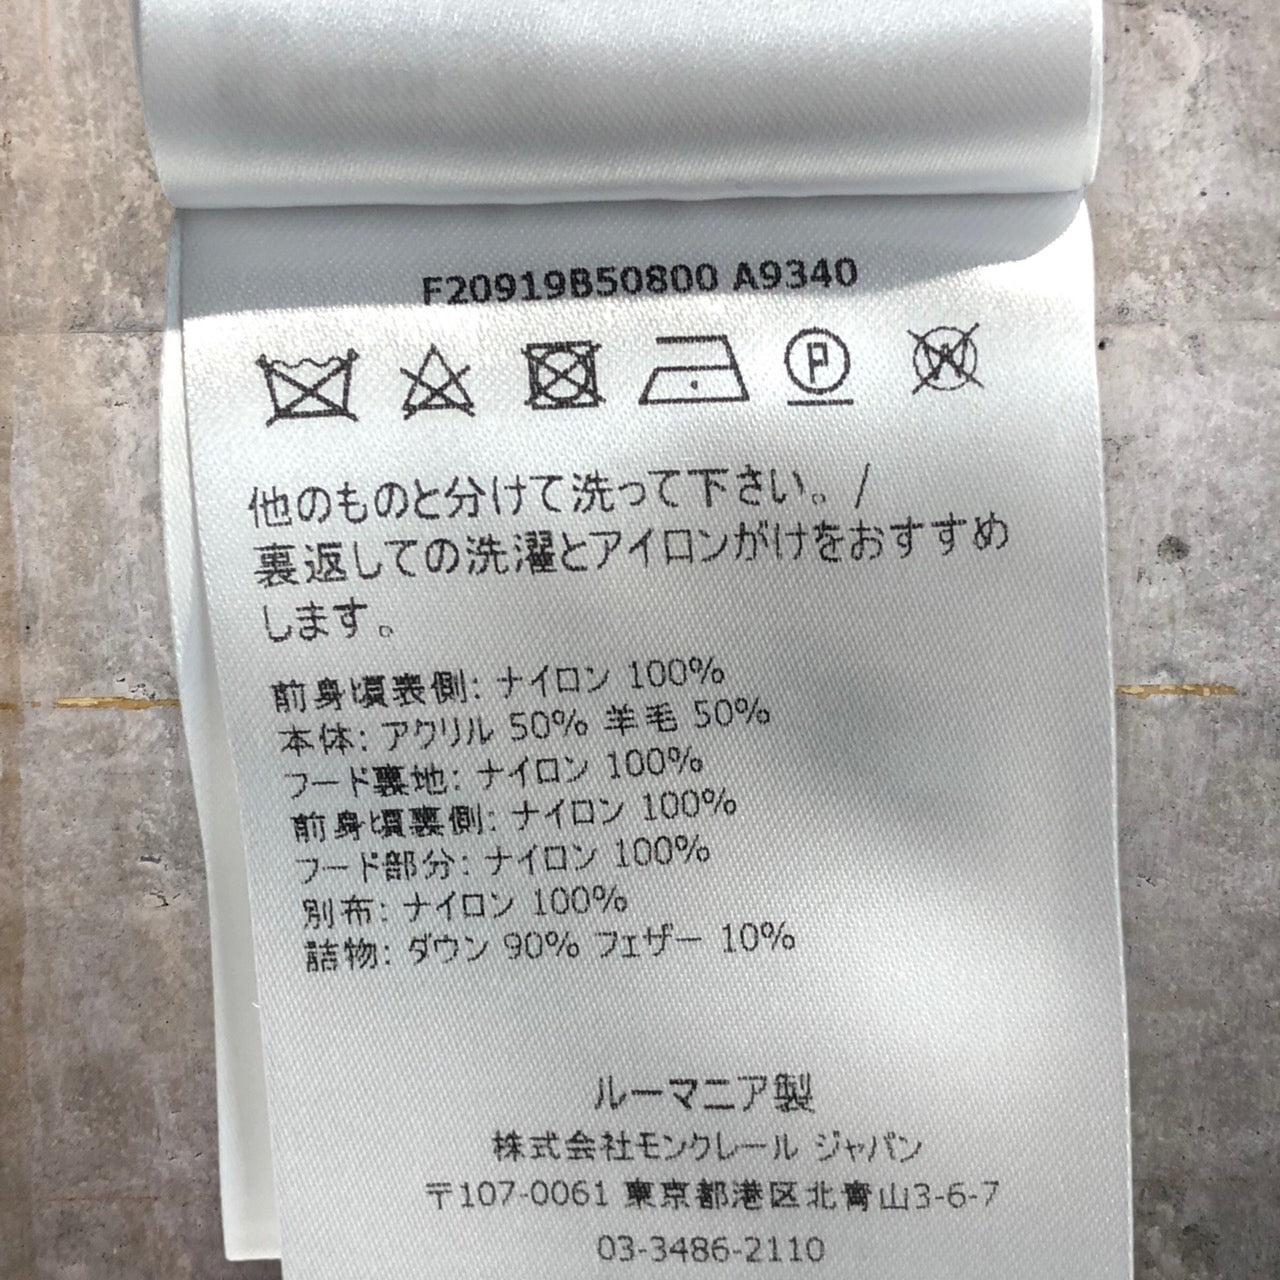 F20919B50800 A9340
P
W
他のものと分けて洗って下さい。/
裏返しての洗濯とアイロンがけをおすすめ
します。
前身頃表側: ナイロン 100%
本体: アクリル 50% 羊毛 50%
フード裏地: ナイロン 100%
前身頃裏側: ナイロン 100%
フード部分: ナイロン 100%
別布: ナイロン 100%
詰物: ダウン 90% フェザー 10%
ルーマニア製
株式会社モンクレール ジャパン
〒107-0061 東京都港区北青山3-6-7
03-3486-2110